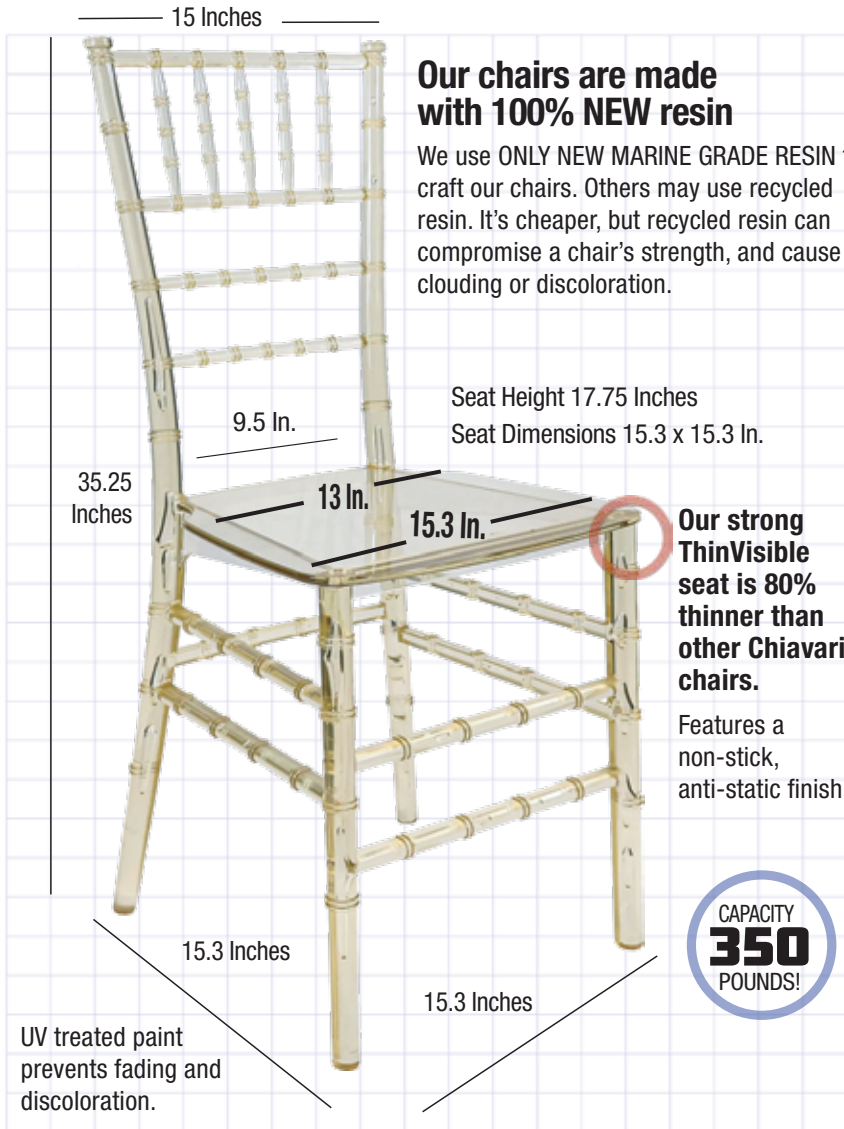 15 Inches
Our chairs are made
with 100% NEW resin
We use ONLY NEW MARINE GRADE RESIN
craft our chairs. Others may use recycled
resin. It's cheaper, but recycled resin can
compromise a chair's strength, and cause
clouding or discoloration.
Seat Height 17.75 Inches
Seat Dimensions 15.3 x 15.3 In.
9.5 In.
35.25
Inches
13 In.
15.3 In.
Our strong
ThinVisible
seat is 80%
thinner than
other Chiavari
chairs.
Features a
non-stick,
anti-static finish
CAPACITY
350
POUNDS!
15.3 Inches
15.3 Inches
UV treated paint
prevents fading and
discoloration.